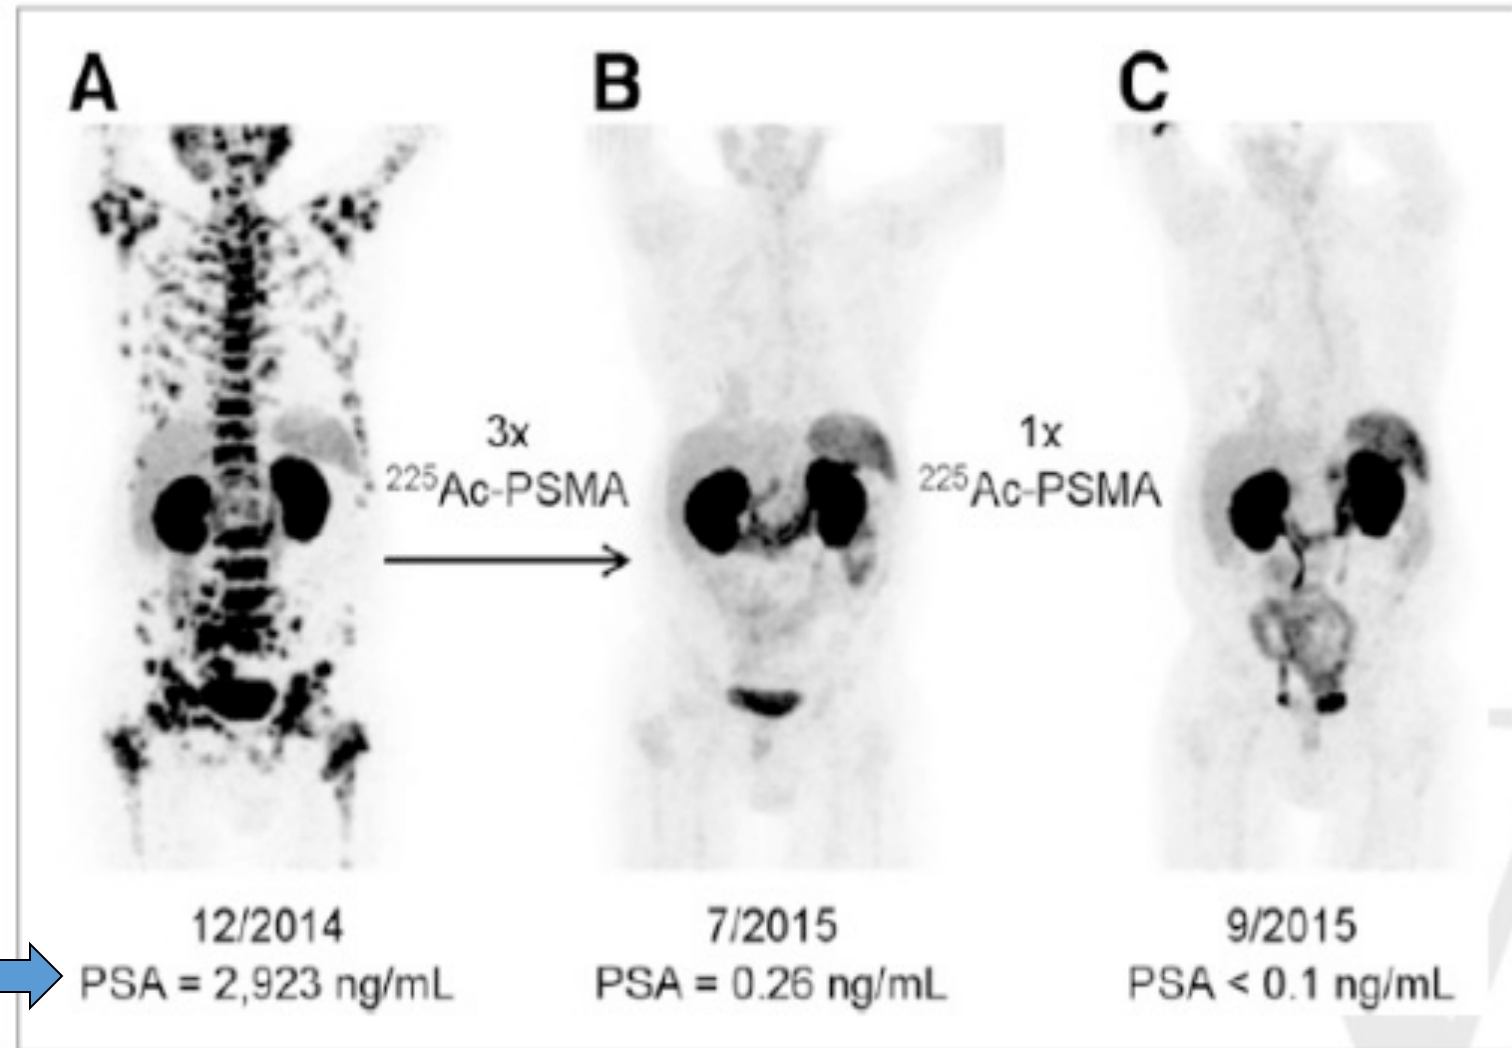 A
B
C
3x
²²⁵Ac-PSMA
1x
²²⁵Ac-PSMA
12/2014
PSA = 2,923 ng/mL
7/2015
PSA = 0.26 ng/mL
9/2015
PSA < 0.1 ng/mL